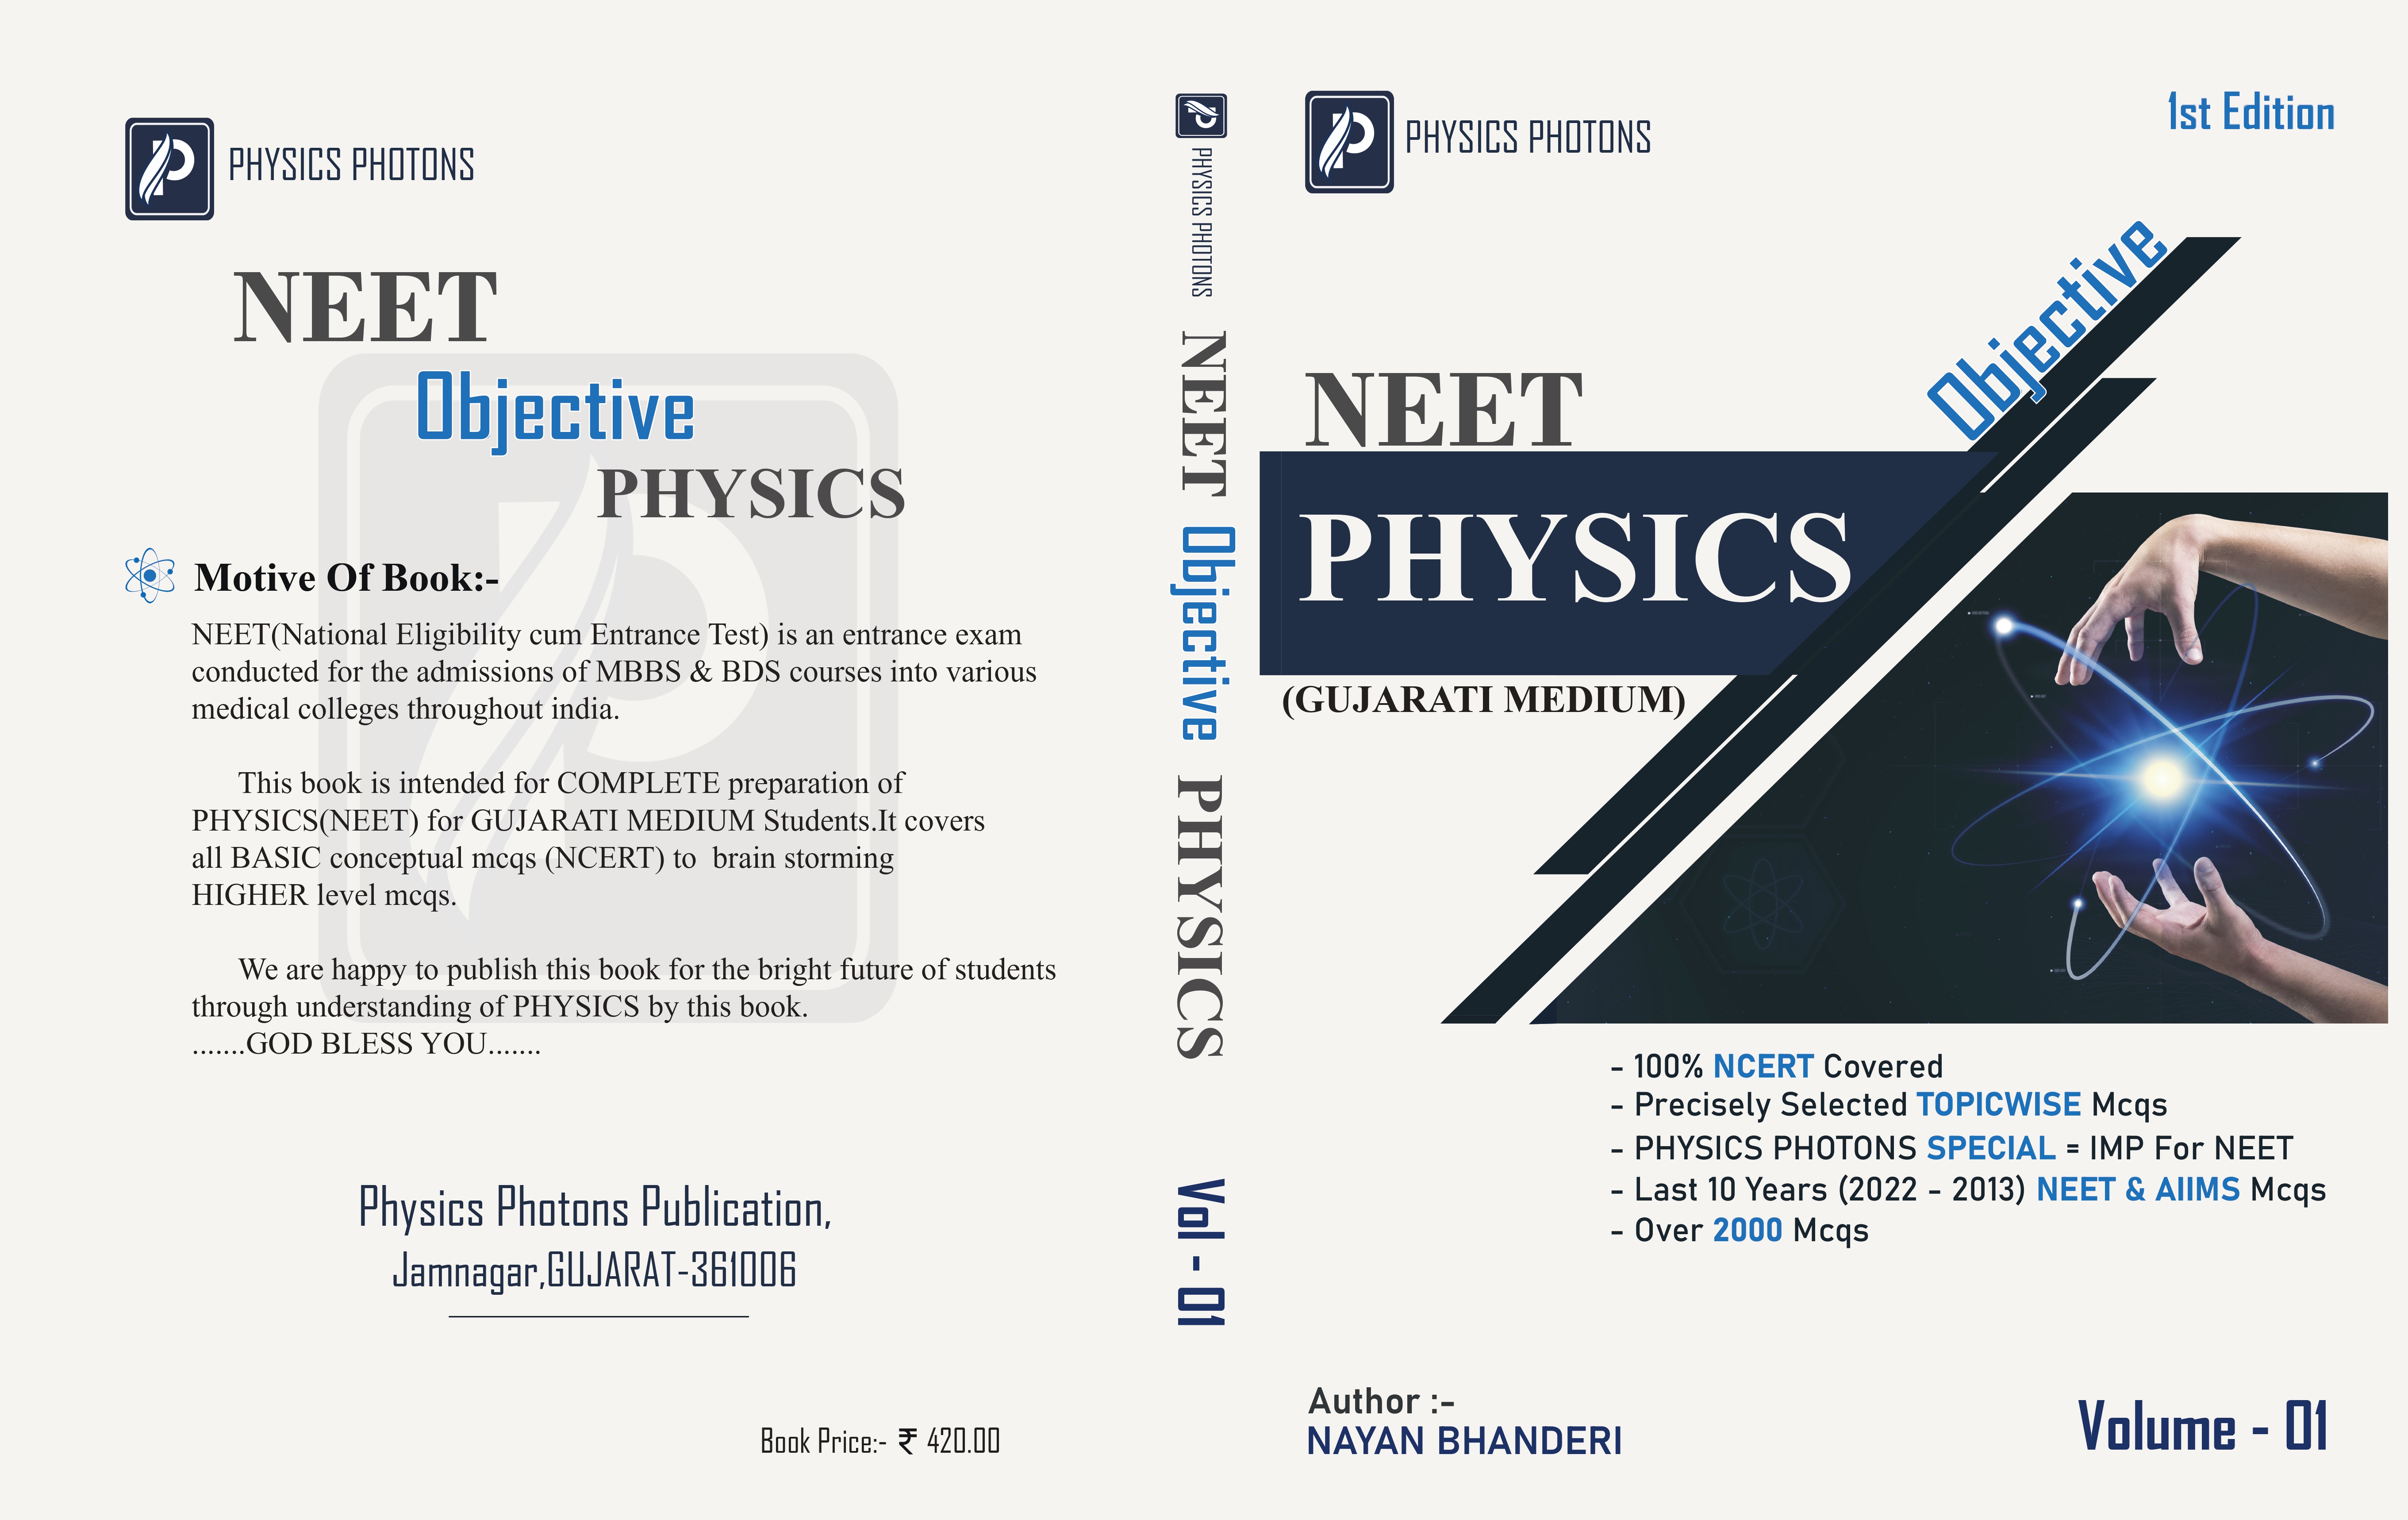 PHYSICS PHOTONS
NEET
Objective
PHYSICS
Motive Of Book:-
NEET(National Eligibility cum Entrance Test) is an entrance exam
conducted for the admissions of MBBS & BDS courses into various
medical colleges throughout india.
This book is intended for COMPLETE preparation of
PHYSICS(NEET) for GUJARATI MEDIUM Students.It covers
all BASIC conceptual mcqs (NCERT) to  brain storming
HIGHER level mcqs.
We are happy to publish this book for the bright future of students
through understanding of PHYSICS by this book.
.......GOD BLESS YOU.......
Physics Photons Publication,
Jamnagar,GUJARAT-361006
Book Price:- ₹ 420.00
PHYSICS PHOTONS NEET Objective PHYSICS Vol - 01
PHYSICS PHOTONS
1st Edition
Objective
NEET
PHYSICS
(GUJARATI MEDIUM)
- 100% NCERT Covered
- Precisely Selected TOPICWISE Mcqs
- PHYSICS PHOTONS SPECIAL = IMP For NEET
- Last 10 Years (2022 - 2013) NEET & AIIMS Mcqs
- Over 2000 Mcqs
Author :-
NAYAN BHANDERI
Volume - 01